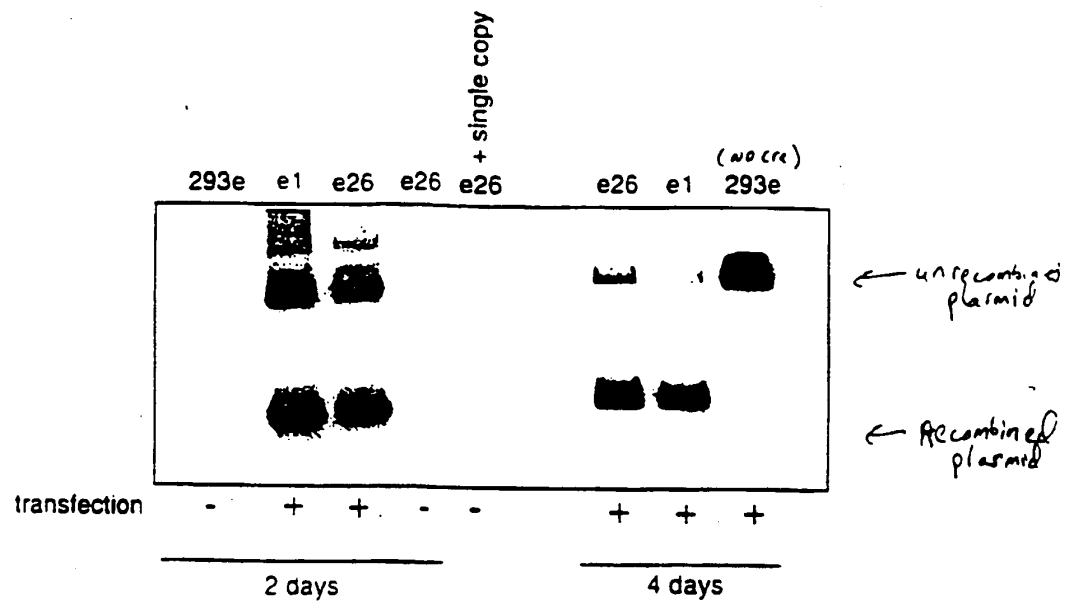 + single copy
(no cre)
293e e1 e26 e26 e26 e26 e1 293e
← unrecombined
plasmid
← Recombined
plasmid
transfection - + + - - + + +
2 days 4 days